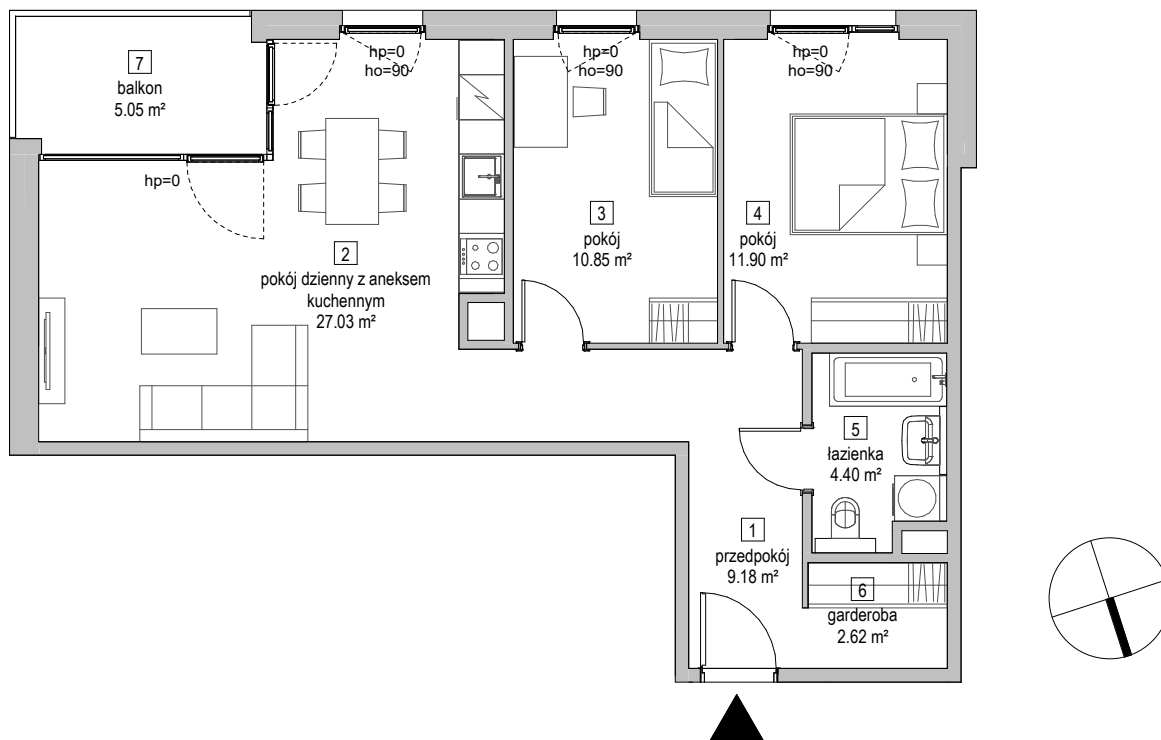 7
balkon
5.05 m²
hp=0
ho=90
hp=0
ho=90
hp=0
ho=90
hp=0
2
pokój dzienny z aneksem
kuchennym
27.03 m²
3
pokój
10.85 m²
4
pokój
11.90 m²
5
łazienka
4.40 m²
1
przedpokój
9.18 m²
6
garderoba
2.62 m²